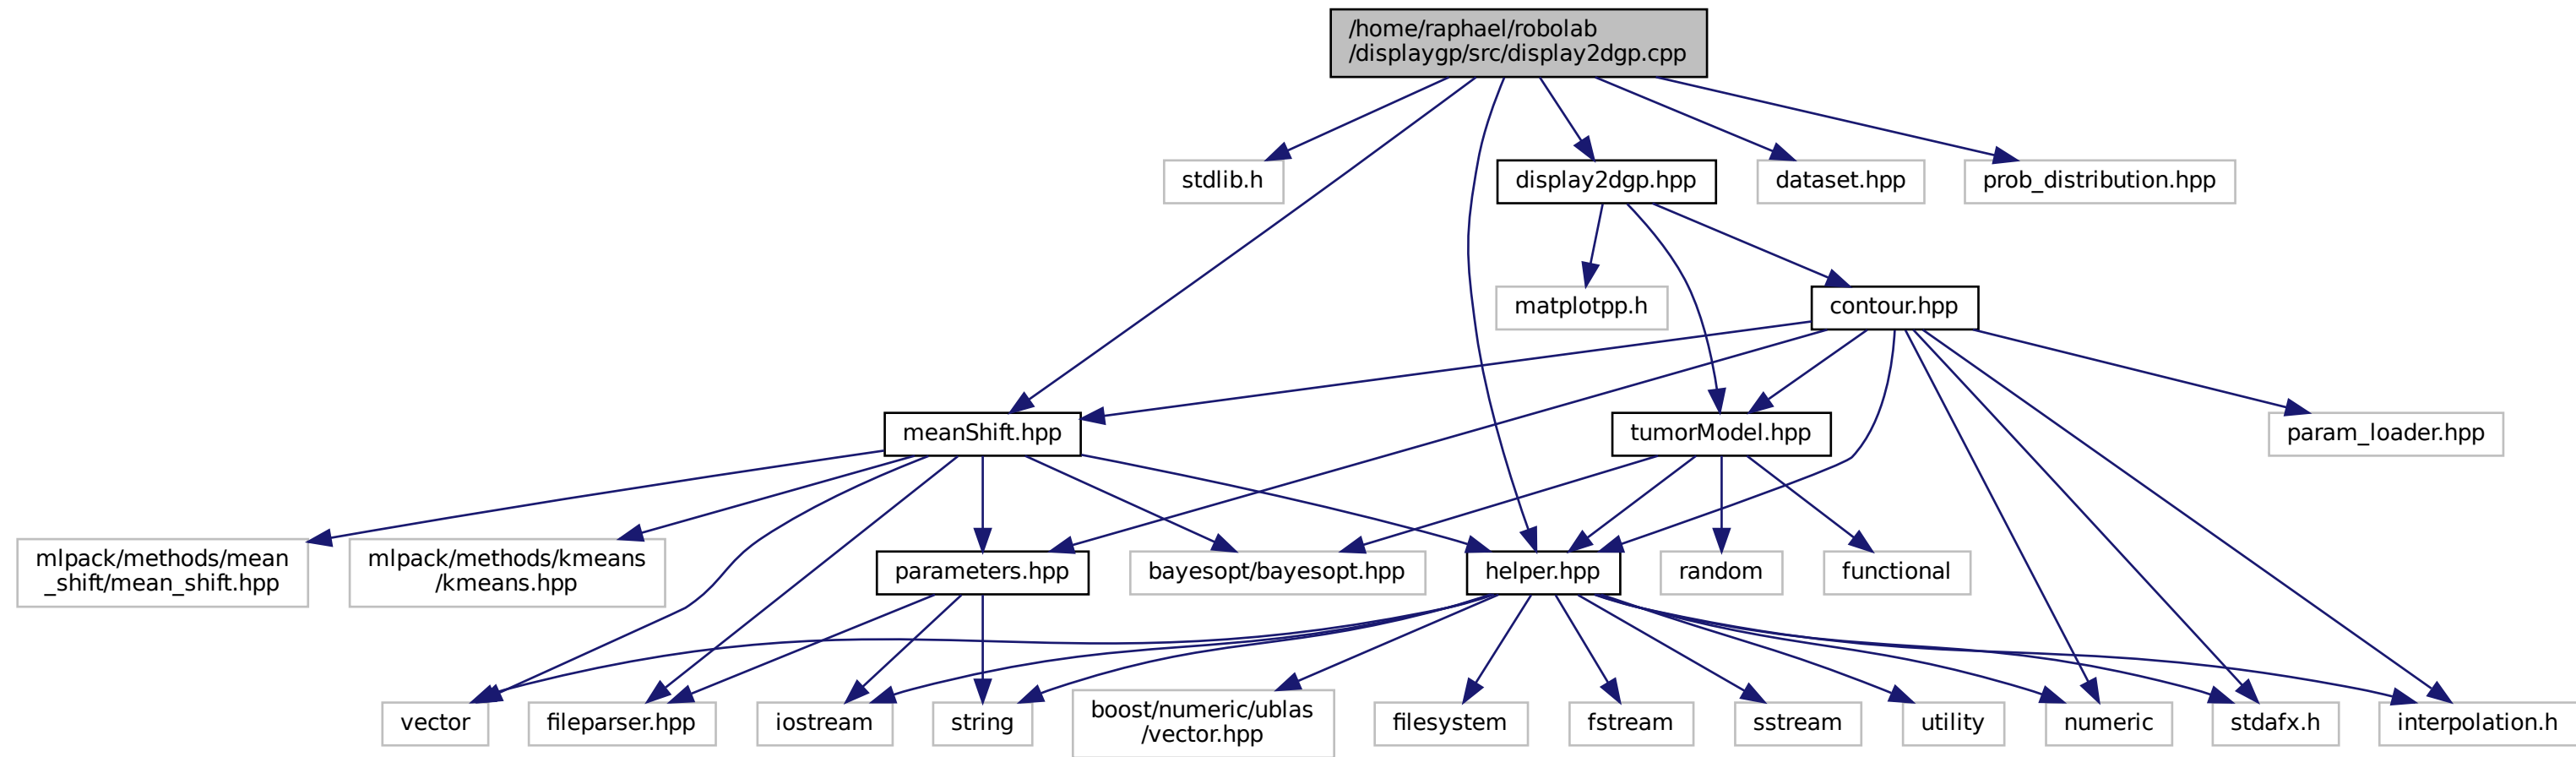 /home/raphael/robolab
/displaygp/src/display2dgp.cpp
stdlib.h
display2dgp.hpp
dataset.hpp
prob_distribution.hpp
matplotpp.h
contour.hpp
meanShift.hpp
tumorModel.hpp
param_loader.hpp
mlpack/methods/mean
_shift/mean_shift.hpp
mlpack/methods/kmeans
/kmeans.hpp
parameters.hpp
bayesopt/bayesopt.hpp
helper.hpp
random
functional
vector
fileparser.hpp
iostream
string
boost/numeric/ublas
/vector.hpp
filesystem
fstream
sstream
utility
numeric
stdafx.h
interpolation.h